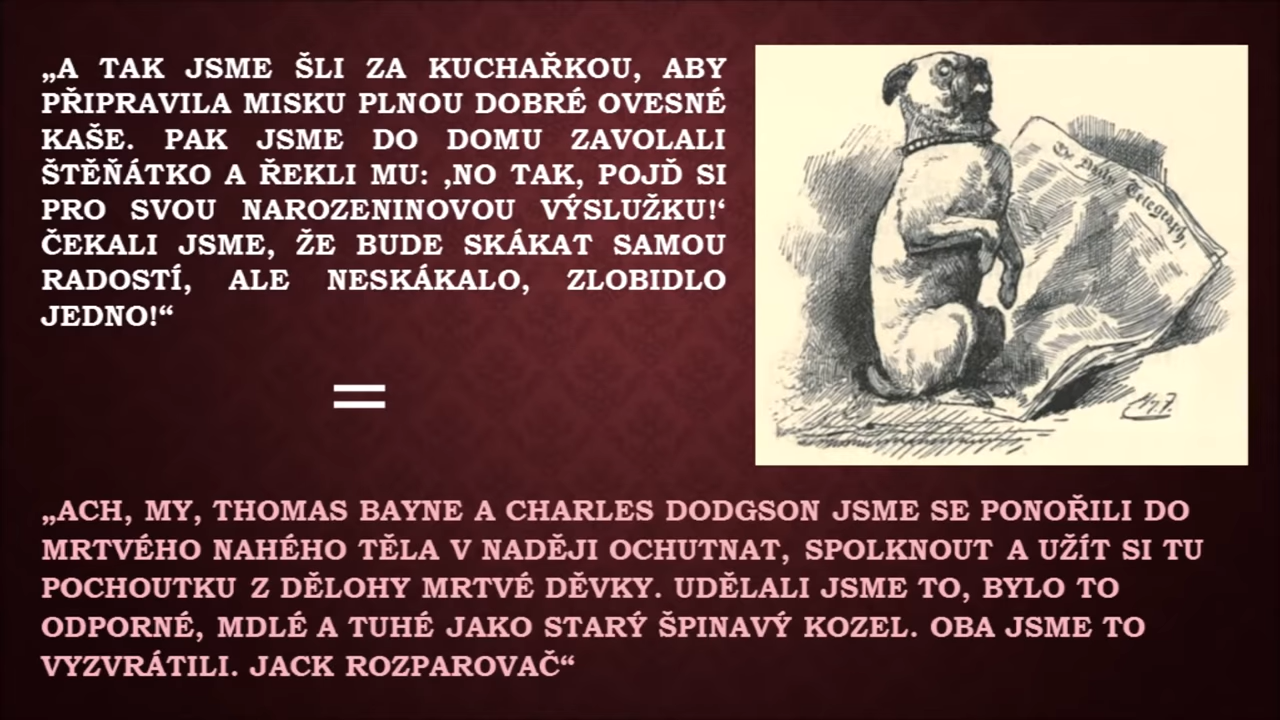 „A TAK JSME ŠLI ZA KUCHAŘKOU, ABY
PŘIPRAVILA MISKU PLNOU DOBRÉ OVESNÉ
KAŠE. PAK JSME DO DOMU ZAVOLALI
ŠTĚŇÁTKO A ŘEKLI MU: ‚NO TAK, POJĎ SI
PRO SVOU NAROZENINOVOU VÝSLUŽKU!‘
ČEKALI JSME, ŽE BUDE SKÁKAT SAMOU
RADOSTÍ, ALE NESKÁKALO, ZLOBIDLO
JEDNO!“
The Daily Telegraph,
=
„ACH, MY, THOMAS BAYNE A CHARLES DODGSON JSME SE PONOŘILI DO
MRTVÉHO NAHÉHO TĚLA V NADĚJI OCHUTNAT, SPOLKNOUT A UŽÍT SI TU
POCHOUTKU Z DĚLOHY MRTVÉ DĚVKY. UDĚLALI JSME TO, BYLO TO
ODPORNÉ, MDLÉ A TUHÉ JAKO STARÝ ŠPINAVÝ KOZEL. OBA JSME TO
VYZVRÁTILI. JACK ROZPAROVAČ“